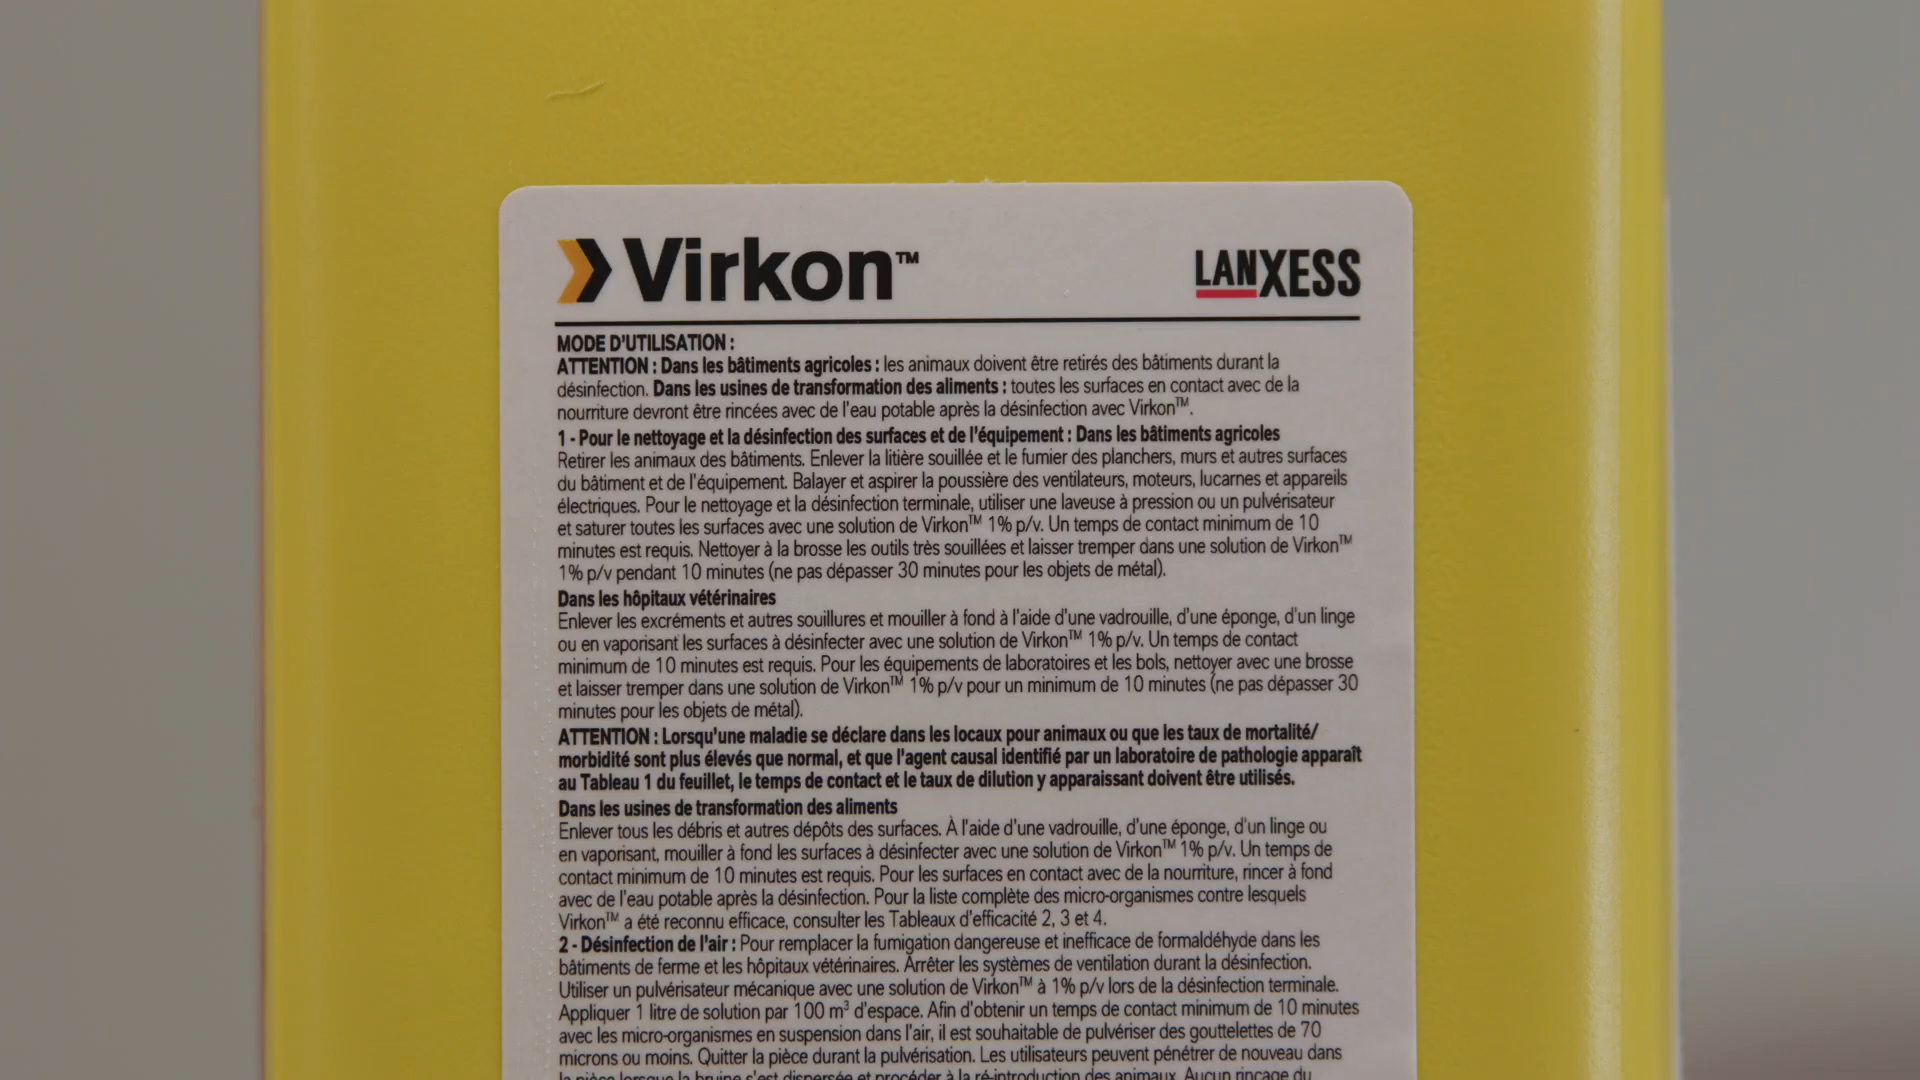 Virkon™
LANXESS
MODE D'UTILISATION :
ATTENTION : Dans les bâtiments agricoles : les animaux doivent être retirés des bâtiments durant la
désinfection. Dans les usines de transformation des aliments : toutes les surfaces en contact avec de la
nourriture devront être rincées avec de l'eau potable après la désinfection avec Virkon™.
1 - Pour le nettoyage et la désinfection des surfaces et de l'équipement : Dans les bâtiments agricoles
Retirer les animaux des bâtiments. Enlever la litière souillée et le fumier des planchers, murs et autres surfaces
du bâtiment et de l'équipement. Balayer et aspirer la poussière des ventilateurs, moteurs, lucarnes et appareils
électriques. Pour le nettoyage et la désinfection terminale, utiliser une laveuse à pression ou un pulvérisateur
et saturer toutes les surfaces avec une solution de Virkon™ 1% p/v. Un temps de contact minimum de 10
minutes est requis. Nettoyer à la brosse les outils très souillées et laisser tremper dans une solution de Virkon™
1% p/v pendant 10 minutes (ne pas dépasser 30 minutes pour les objets de métal).
Dans les hôpitaux vétérinaires
Enlever les excréments et autres souillures et mouiller à fond à l'aide d'une vadrouille, d'une éponge, d'un linge
ou en vaporisant les surfaces à désinfecter avec une solution de Virkon™ 1% p/v. Un temps de contact
minimum de 10 minutes est requis. Pour les équipements de laboratoires et les bols, nettoyer avec une brosse
et laisser tremper dans une solution de Virkon™ 1% p/v pour un minimum de 10 minutes (ne pas dépasser 30
minutes pour les objets de métal).
ATTENTION : Lorsqu'une maladie se déclare dans les locaux pour animaux ou que les taux de mortalité/
morbidité sont plus élevés que normal, et que l'agent causal identifié par un laboratoire de pathologie apparaît
au Tableau 1 du feuillet, le temps de contact et le taux de dilution y apparaissant doivent être utilisés.
Dans les usines de transformation des aliments
Enlever tous les débris et autres dépôts des surfaces. À l'aide d'une vadrouille, d'une éponge, d'un linge ou
en vaporisant, mouiller à fond les surfaces à désinfecter avec une solution de Virkon™ 1% p/v. Un temps de
contact minimum de 10 minutes est requis. Pour les surfaces en contact avec de la nourriture, rincer à fond
avec de l'eau potable après la désinfection. Pour la liste complète des micro-organismes contre lesquels
Virkon™ a été reconnu efficace, consulter les Tableaux d'efficacité 2, 3 et 4.
2 - Désinfection de l'air : Pour remplacer la fumigation dangereuse et inefficace de formaldéhyde dans les
bâtiments de ferme et les hôpitaux vétérinaires. Arrêter les systèmes de ventilation durant la désinfection.
Utiliser un pulvérisateur mécanique avec une solution de Virkon™ à 1% p/v lors de la désinfection terminale.
Appliquer 1 litre de solution par 100 m³ d'espace. Afin d'obtenir un temps de contact minimum de 10 minutes
avec les micro-organismes en suspension dans l'air, il est souhaitable de pulvériser des gouttelettes de 70
microns ou moins. Quitter la pièce durant la pulvérisation. Les utilisateurs peuvent pénétrer de nouveau dans
la pièce lorsque la bruine s'est dispersée et procéder à la ré-introduction des animaux. Aucun rinçage du